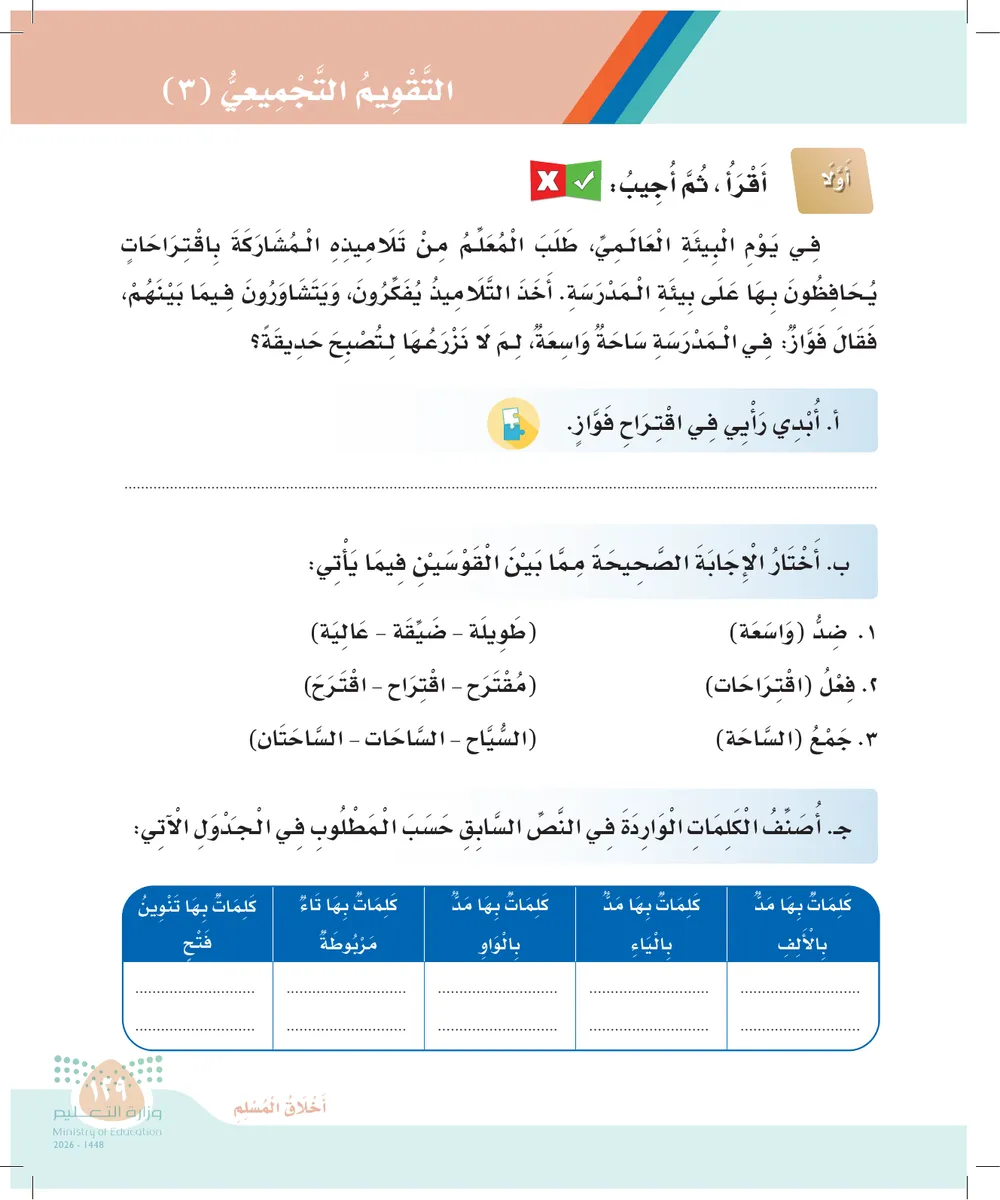 التَّقْوِيمُ التَّجْمِيعِيُّ (٣)
أَوَّلًا
أَقْرَأُ ، ثُمَّ أُجِيبُ:
فِي يَوْمِ الْبِيئَةِ الْعَالَمِيِّ، طَلَبَ الْمُعَلِّمُ مِنْ تَلَامِيذِهِ الْمُشَارَكَةَ بِاقْتِرَاحَاتٍ
يُحَافِظُونَ بِهَا عَلَى بِيئَةِ الْمَدْرَسَةِ. أَخَذَ التَّلَامِيذُ يُفَكِّرُونَ، وَيَتَشَاوَرُونَ فِيمَا بَيْنَهُمْ،
فَقَالَ فَوَّازٌ: فِي الْمَدْرَسَةِ سَاحَةٌ وَاسِعَةٌ، لِمَ لَا نَزْرَعُهَا لِتُصْبِحَ حَدِيقَةً؟
أ. أُبْدِي رَأْيِي فِي اقْتِرَاحِ فَوَّازٍ.
ب. أَخْتَارُ الْإِجَابَةَ الصَّحِيحَةَ مِمَّا بَيْنَ الْقَوْسَيْنِ فِيمَا يَأْتِي:
١. ضِدُّ (وَاسَعَة) (طَوِيلَة - ضَيِّقَة - عَالِيَة)
٢. فِعْلُ (اقْتِرَاحَات) (مُقْتَرَح - اقْتِرَاح - اقْتَرَحَ)
٣. جَمْعُ (السَّاحَة) (السُّيَّاح - السَّاحَات - السَّاحَتَان)
جـ. أُصَنِّفُ الْكَلِمَاتِ الْوَارِدَةَ فِي النَّصِّ السَّابِقِ حَسَبَ الْمَطْلُوبِ فِي الْجَدْوَلِ الْآتِي:
كَلِمَاتٌ بِهَا مَدٌّ بِالْأَلِفِ
كَلِمَاتٌ بِهَا مَدٌّ بِالْيَاءِ
كَلِمَاتٌ بِهَا مَدٌّ بِالْوَاوِ
كَلِمَاتٌ بِهَا تَاءٌ مَرْبُوطَةٌ
كَلِمَاتٌ بِهَا تَنْوِينُ فَتْحٍ
أَخْلَاقُ الْمُسْلِمِ
١٢٩
وزارة التعليم
Ministry of Education
2026 - 1448